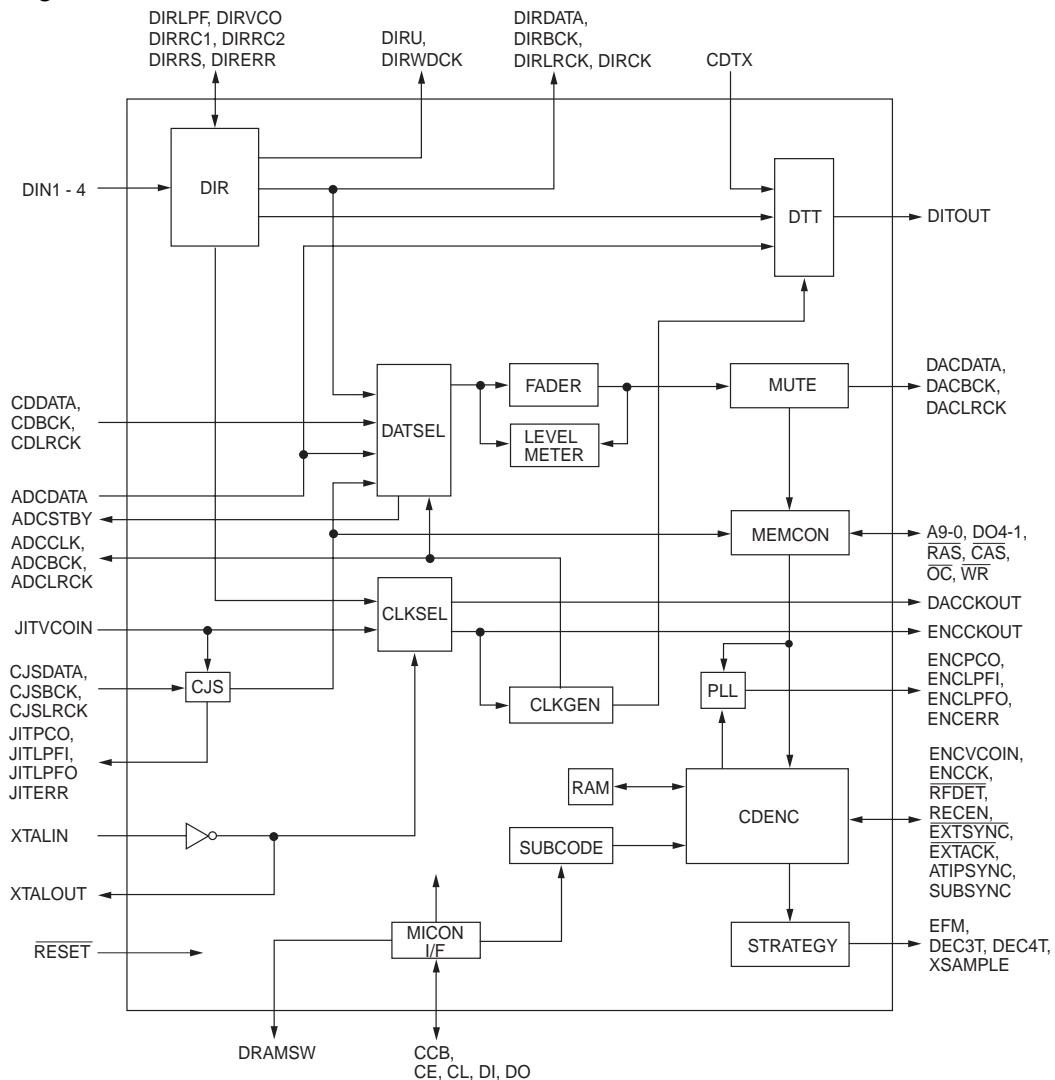 DIRLPF, DIRVCO
DIRRC1, DIRRC2
DIRRS, DIRERR
DIRU,
DIRWDCK
DIRDATA,
DIRBCK,
DIRLRCK, DIRCK
CDTX
DIN1 - 4
DIR
DTT
DITOUT
CDDATA,
CDBCK,
CDLRCK
DATSEL
FADER
LEVEL
METER
MUTE
DACDATA,
DACBCK,
DACLRCK
ADCDATA
ADCSTBY
ADCCLK,
ADCBCK,
ADCLRCK
MEMCON
A9-0, DO4-1,
RAS, CAS,
OC, WR
CLKSEL
DACCKOUT
ENCCKOUT
JITVCOIN
CJSDATA,
CJSBCK,
CJSLRCK
CJS
CLKGEN
PLL
ENCPCO,
ENCLPFI,
ENCLPFO,
ENCERR
JITPCO,
JITLPFI,
JITLPFO
JITERR
RAM
CDENC
ENCVCOIN,
ENCCK,
RFDET,
RECEN,
EXTSYNC,
EXTACK,
ATIPSYNC,
SUBSYNC
XTALIN
SUBCODE
XTALOUT
MICON
I/F
RESET
STRATEGY
EFM,
DEC3T, DEC4T,
XSAMPLE
DRAMSW
CCB,
CE, CL, DI, DO